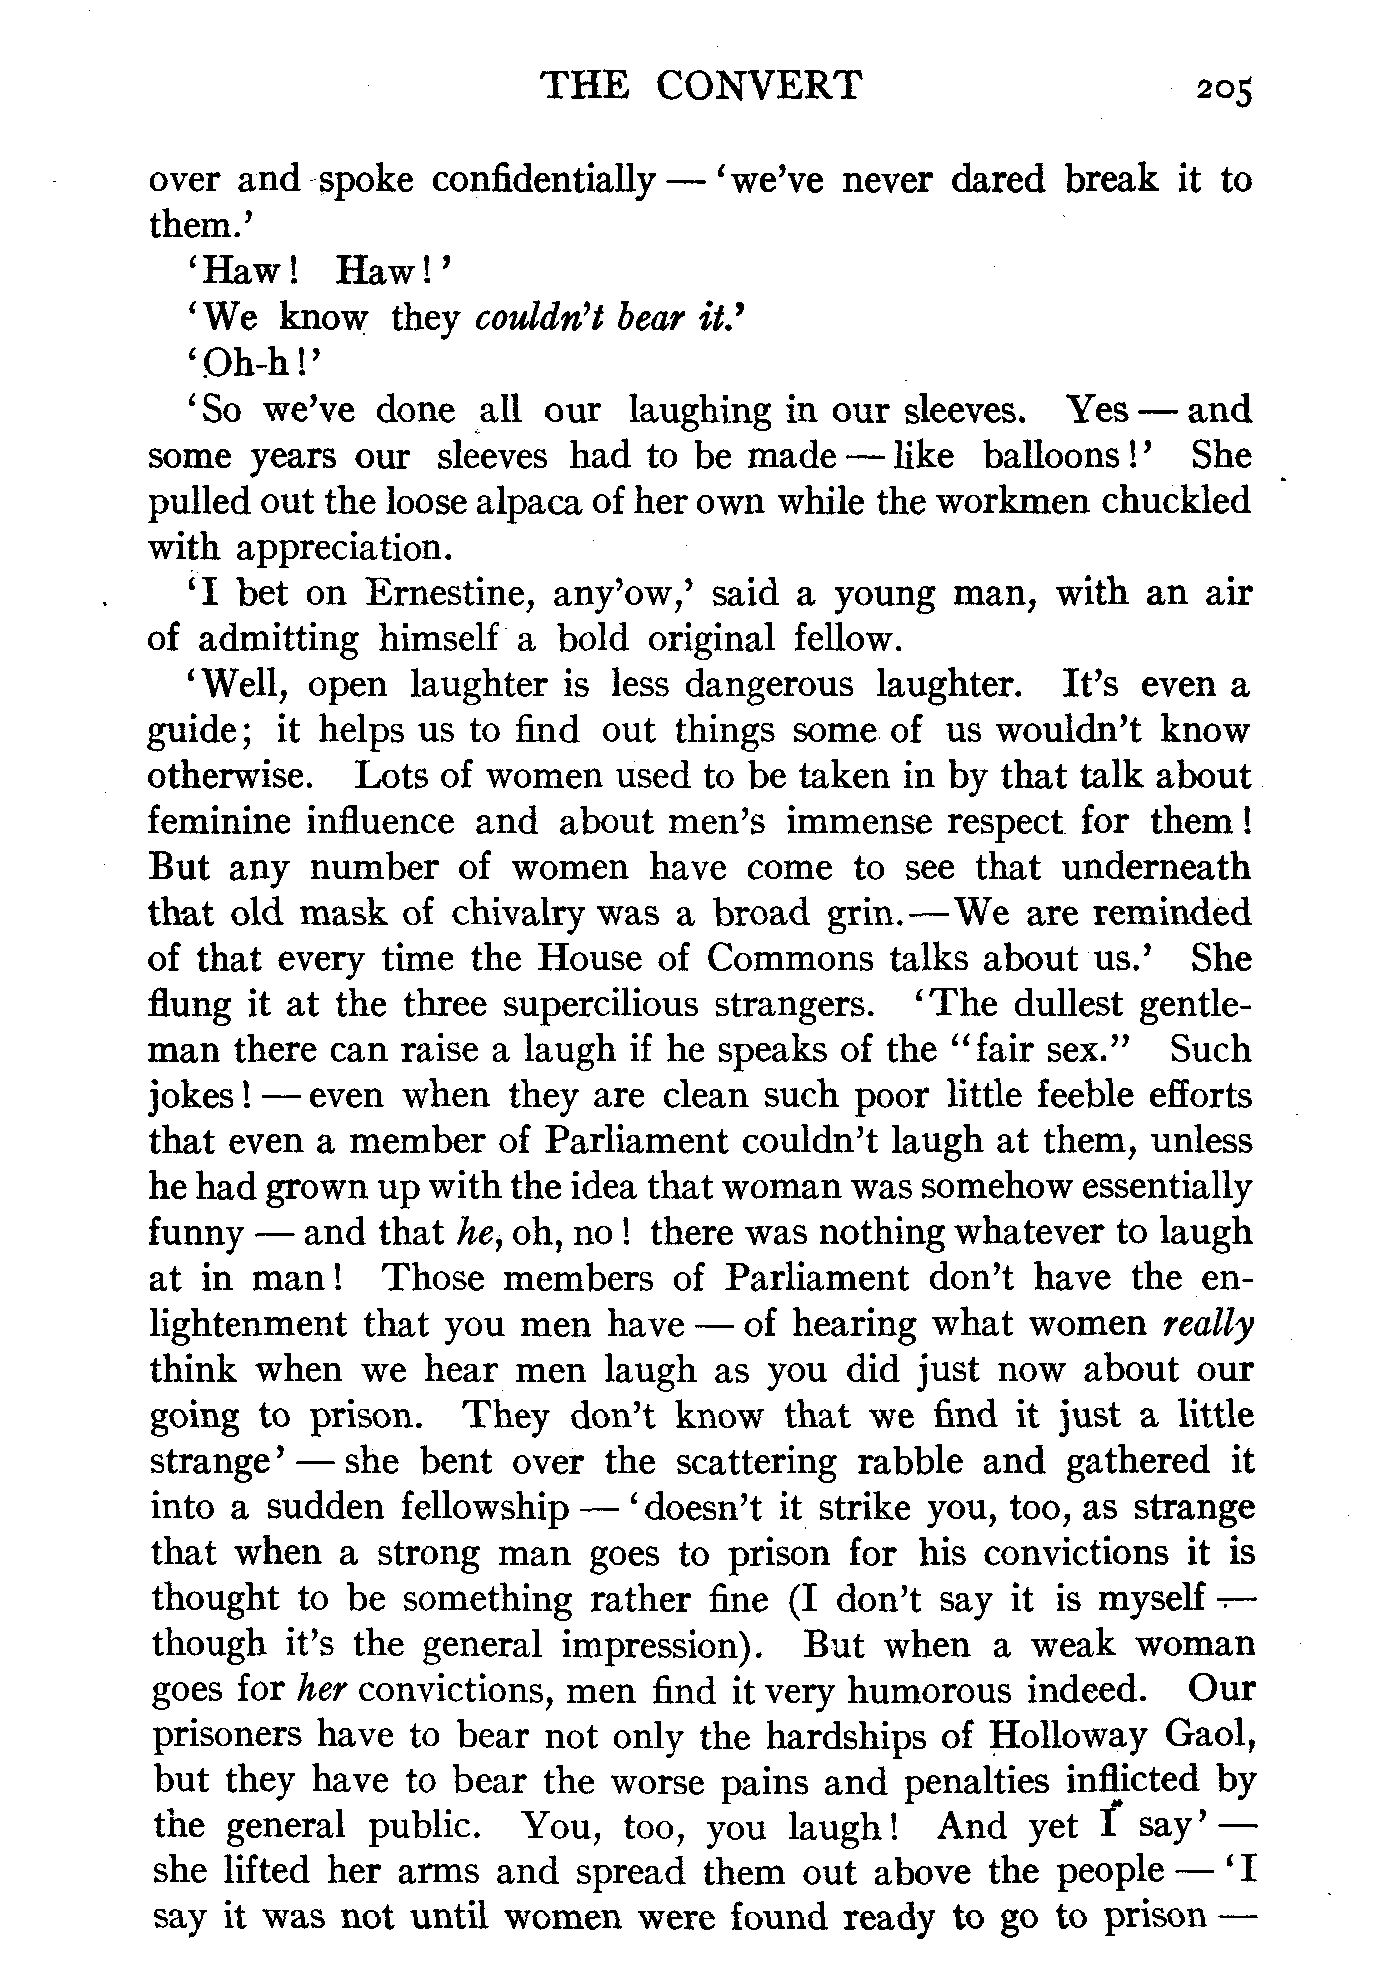 THE CONVERT 205
over and spoke confidentially — ‘we’ve never dared break it to
them.’
‘Haw! Haw!’
‘We know they couldn’t bear it.’
‘Oh-h!’
‘So we’ve done all our laughing in our sleeves. Yes — and
some years our sleeves had to be made — like balloons!’ She
pulled out the loose alpaca of her own while the workmen chuckled
with appreciation.
‘I bet on Ernestine, any’ow,’ said a young man, with an air
of admitting himself a bold original fellow.
‘Well, open laughter is less dangerous laughter. It’s even a
guide; it helps us to find out things some of us wouldn’t know
otherwise. Lots of women used to be taken in by that talk about
feminine influence and about men’s immense respect for them!
But any number of women have come to see that underneath
that old mask of chivalry was a broad grin.—We are reminded
of that every time the House of Commons talks about us.’ She
flung it at the three supercilious strangers. ‘The dullest gentle-
man there can raise a laugh if he speaks of the “fair sex.” Such
jokes! — even when they are clean such poor little feeble efforts
that even a member of Parliament couldn’t laugh at them, unless
he had grown up with the idea that woman was somehow essentially
funny — and that he, oh, no! there was nothing whatever to laugh
at in man! Those members of Parliament don’t have the en-
lightenment that you men have — of hearing what women really
think when we hear men laugh as you did just now about our
going to prison. They don’t know that we find it just a little
strange’ — she bent over the scattering rabble and gathered it
into a sudden fellowship — ‘doesn’t it strike you, too, as strange
that when a strong man goes to prison for his convictions it is
thought to be something rather fine (I don’t say it is myself —
though it’s the general impression). But when a weak woman
goes for her convictions, men find it very humorous indeed. Our
prisoners have to bear not only the hardships of Holloway Gaol,
but they have to bear the worse pains and penalties inflicted by
the general public. You, too, you laugh! And yet I say’ —
she lifted her arms and spread them out above the people — ‘I
say it was not until women were found ready to go to prison —